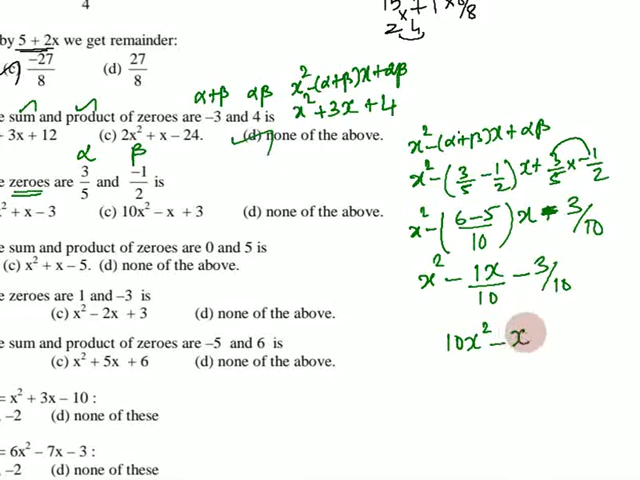 4
by 5 + 2x we get remainder:
(c) -27/8 (d) 27/8
α+β αβ x² -(α+β)x+αβ
e sum and product of zeroes are –3 and 4 is
x² +3x +4
- 3x + 12 (c) 2x² + x – 24. (d) none of the above.
α β
e zeroes are 3/5 and -1/2 is
² + x – 3 (c) 10x² – x + 3 (d) none of the above.
e sum and product of zeroes are 0 and 5 is
(c) x² + x – 5. (d) none of the above.
e zeroes are 1 and –3 is
(c) x² – 2x + 3 (d) none of the above.
e sum and product of zeroes are –5 and 6 is
(c) x² + 5x + 6 (d) none of the above.
= x² + 3x – 10 :
, –2 (d) none of these
= 6x² – 7x – 3 :
, –2 (d) none of these
x² -(α+β)x + αβ
x² -(3/5 - 1/2)x + 3/5 x -1/2
x² -(6-5/10)x - 3/10
x² - 1x/10 - 3/10
10x² - x